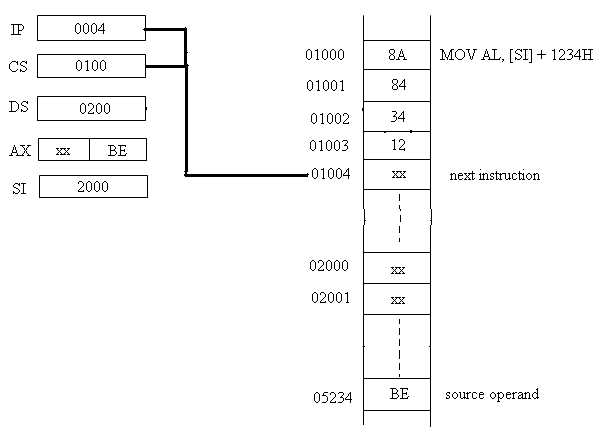 IP 0004
CS 0100
DS 0200
AX xx BE
SI 2000
01000 8A MOV AL, [SI] + 1234H
01001 84
01002 34
01003 12
01004 xx next instruction
02000 xx
02001 xx
05234 BE source operand